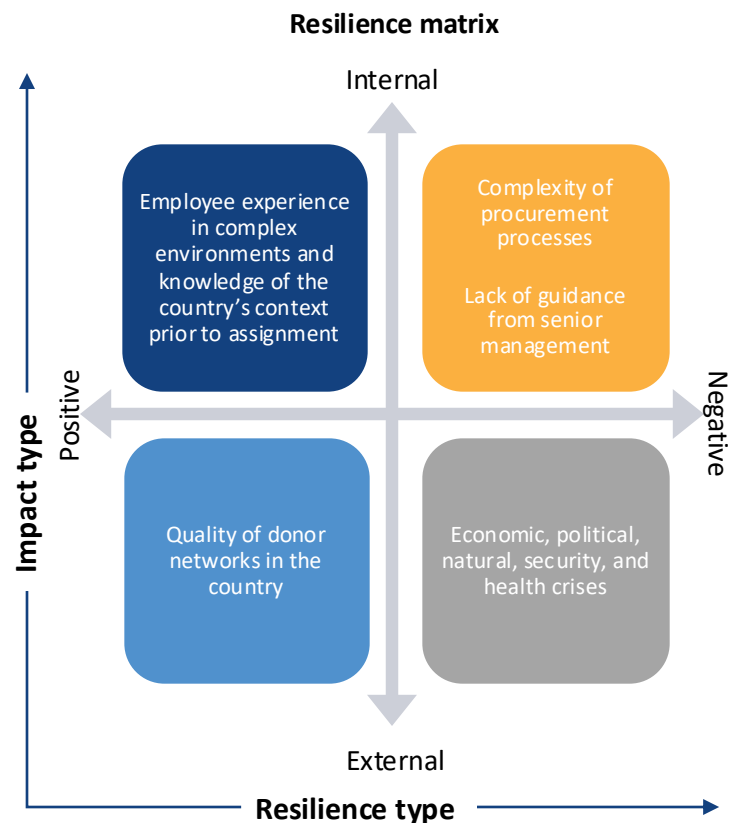 Resilience matrix
Internal
Employee experience
in complex
environments and
knowledge of the
country's context
prior to assignment
Complexity of
procurement
processes
Lack of guidance
from senior
management
Impact type
Positive
Negative
Quality of donor
networks in the
country
Economic, political,
natural, security, and
health crises
External
Resilience type